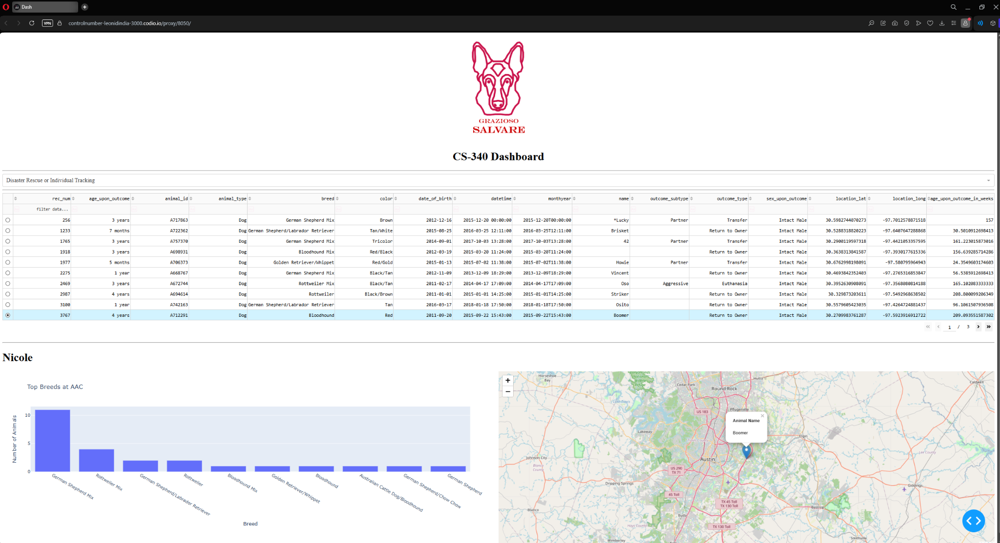 Dash
VPN
controlnumber-leonidindia-3000.codio.io/proxy/8050/
GRAZIOSO
SALVARE
CS-340 Dashboard
Disaster Rescue or Individual Tracking
rec_num age_upon_outcome animal_id animal_type breed color date_of_birth datetime monthyear name outcome_subtype outcome_type sex_upon_outcome location_lat location_long age_upon_outcome_in_weeks
filter data...
256 3 years A717863 Dog German Shepherd Mix Brown 2012-12-16 2015-12-20 00:00:00 2015-12-20T00:00:00 *Lucky Partner Transfer Intact Male 30.5982744070273 -97.7012578871518 157
1233 7 months A722362 Dog German Shepherd/Labrador Retriever Tan/White 2015-08-25 2016-03-25 12:11:00 2016-03-25T12:11:00 Brisket Return to Owner Intact Male 30.5288318820223 -97.6407647288868 30.5010912698413
1765 3 years A757370 Dog German Shepherd Mix Tricolor 2014-09-01 2017-10-03 13:28:00 2017-10-03T13:28:00 42 Partner Transfer Intact Male 30.2900119597318 -97.4421053357595 161.223015873016
1918 3 years A698931 Dog Bloodhound Mix Red/Black 2012-03-19 2015-03-20 11:24:00 2015-03-20T11:24:00 Return to Owner Intact Male 30.3638313841587 -97.3930177615336 156.639285714286
1977 5 months A706373 Dog Golden Retriever/Whippet Red/Gold 2015-01-13 2015-07-02 11:38:00 2015-07-02T11:38:00 Howie Partner Transfer Intact Male 30.6762998198091 -97.580795964943 24.3549603174603
2275 1 year A668767 Dog German Shepherd Mix Black/Tan 2012-11-09 2013-12-09 18:29:00 2013-12-09T18:29:00 Vincent Return to Owner Intact Male 30.4693842352403 -97.2765316853847 56.5385912698413
2469 3 years A672744 Dog Rottweiler Mix Black/Tan 2011-02-17 2014-04-17 17:09:00 2014-04-17T17:09:00 Oso Aggressive Euthanasia Intact Male 30.3952630908091 -97.3568080814188 165.102083333333
2987 4 years A694614 Dog Rottweiler Black/Brown 2011-01-01 2015-01-01 14:25:00 2015-01-01T14:25:00 Striker Return to Owner Intact Male 30.329873203611 -97.5492968638502 208.800099206349
3100 1 year A742163 Dog German Shepherd/Labrador Retriever Tan 2016-03-17 2018-01-18 17:50:00 2018-01-18T17:50:00 Osito Return to Owner Intact Male 30.5579605423035 -97.4264724881437 96.1061507936508
3767 4 years A712291 Dog Bloodhound Red 2011-09-20 2015-09-22 15:43:00 2015-09-22T15:43:00 Boomer Return to Owner Intact Male 30.2709983761287 -97.5923916912722 209.093551587302
1 / 3
Nicole
Top Breeds at AAC
Number of Animals
10
5
0
German Shepherd Mix
Rottweiler Mix
German Shepherd/Labrador Retriever
Rottweiler
Bloodhound Mix
Golden Retriever/Whippet
Bloodhound
Australian Cattle Dog/Bloodhound
German Shepherd/Chow Chow
German Shepherd
Breed
+
−
Horseshoe
Bay
Canyonlands
National
Wildlife
Refuge
Hutto
Cedar Park
Round Rock
Caldwell
Lake Travis
Pflugerville
US 183
Animal Name
Boomer
Lakeway
Elgin
Travis County
Lee County
Johnson City
Austin
Blanco
County
US 290
TX 71
Dripping Springs
Giddings
45 Toll
TX 45 Toll
TX 130 Toll
Bastrop
Blanco
Buda
Hays County
TX 130 Toll
Wimberley
Smithville